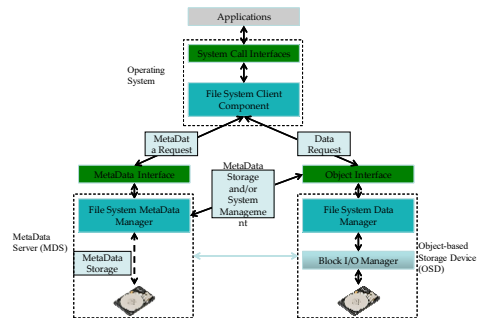 Applications
System Call Interfaces
Operating
System
File System Client
Component
MetaDat
a Request
Data
Request
MetaData Interface
MetaData
Storage
and/or
System
Manageme
nt
Object Interface
File System MetaData
Manager
File System Data
Manager
MetaData
Server (MDS)
MetaData
Storage
Block I/O Manager
Object-based
Storage Device
(OSD)